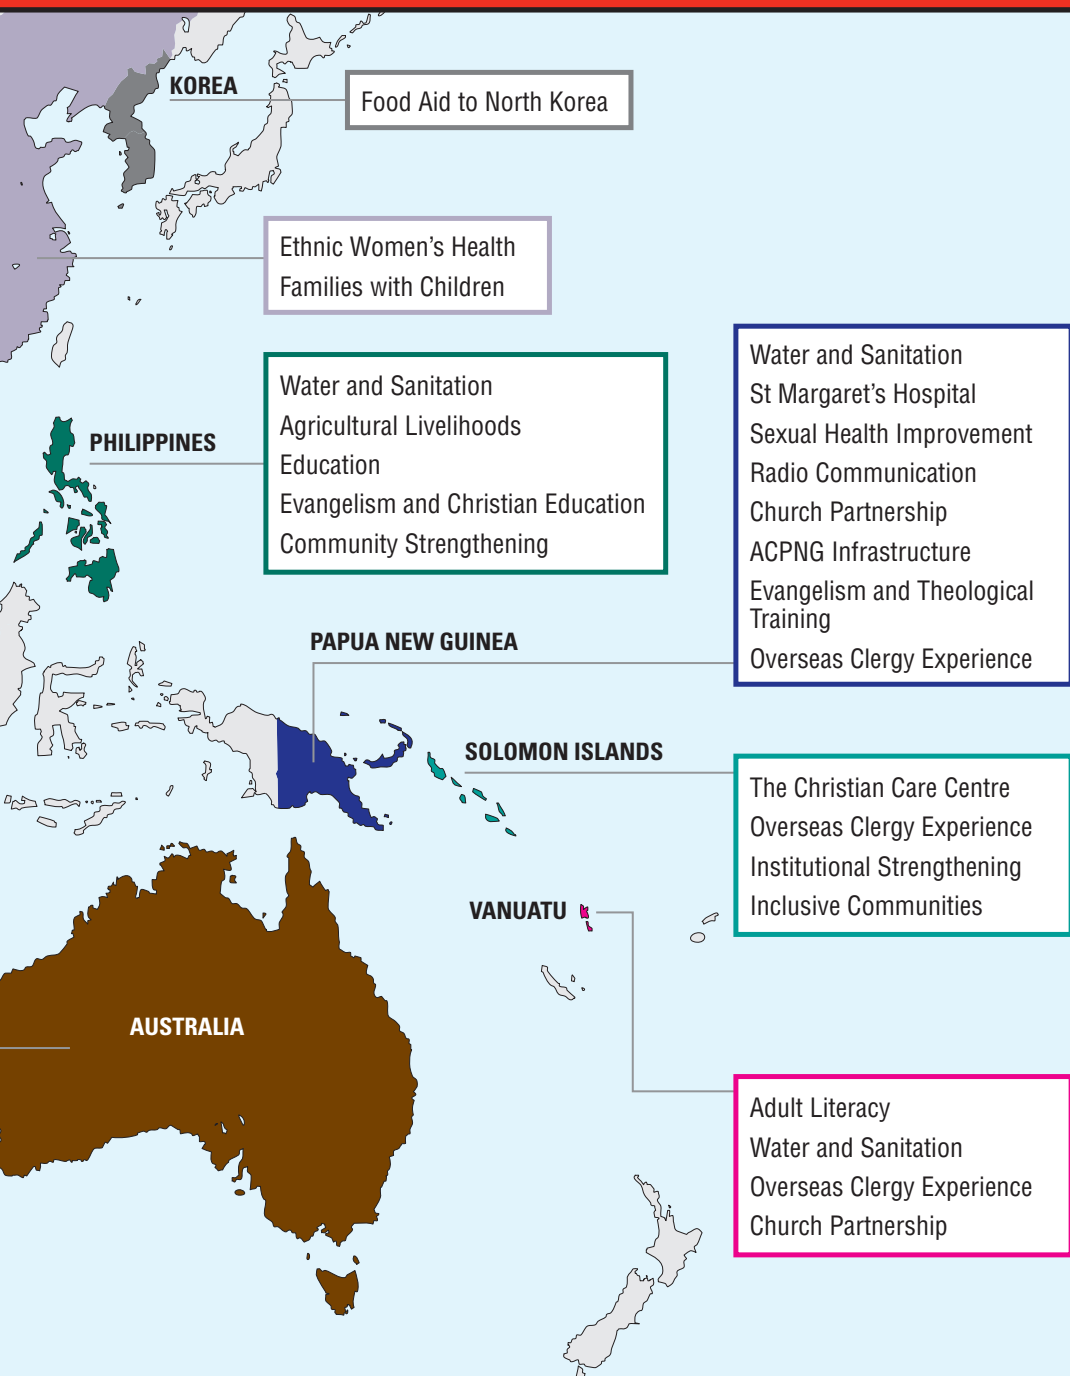 KOREA
Food Aid to North Korea
Ethnic Women's Health
Families with Children
PHILIPPINES
Water and Sanitation
Agricultural Livelihoods
Education
Evangelism and Christian Education
Community Strengthening
Water and Sanitation
St Margaret's Hospital
Sexual Health Improvement
Radio Communication
Church Partnership
ACPNG Infrastructure
Evangelism and Theological
Training
Overseas Clergy Experience
PAPUA NEW GUINEA
SOLOMON ISLANDS
The Christian Care Centre
Overseas Clergy Experience
Institutional Strengthening
Inclusive Communities
VANUATU
AUSTRALIA
Adult Literacy
Water and Sanitation
Overseas Clergy Experience
Church Partnership